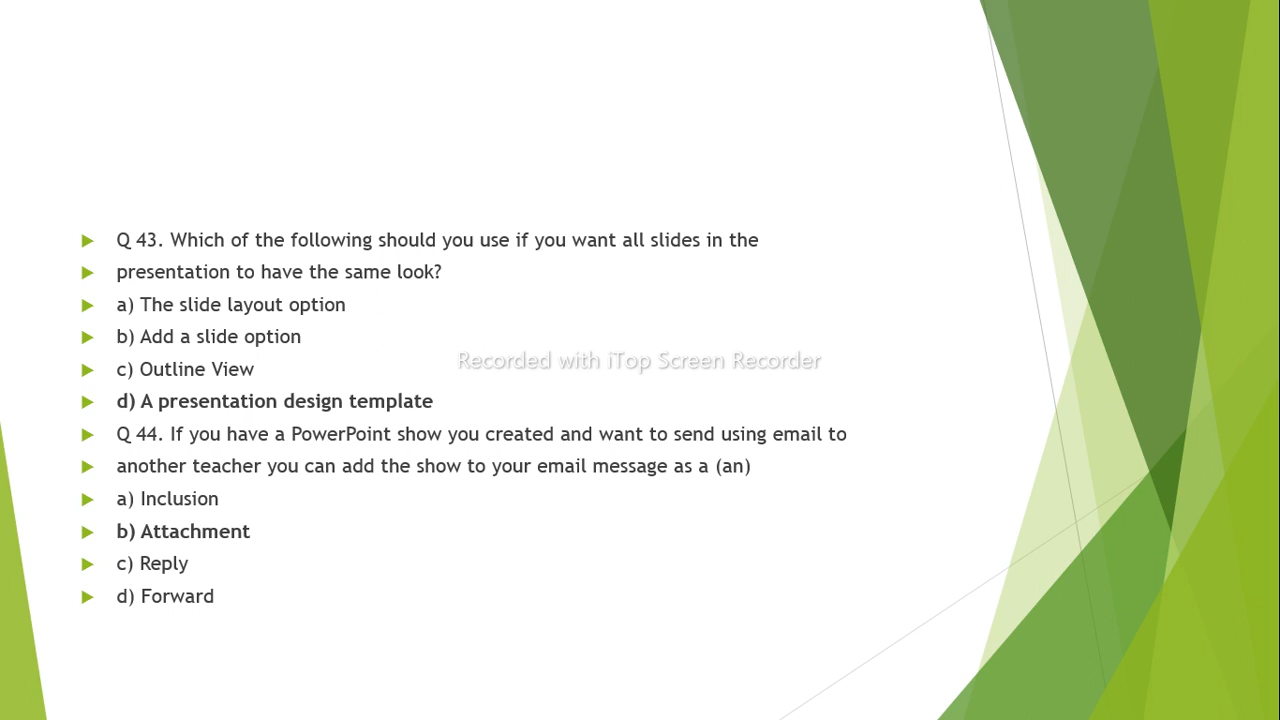 Q 43. Which of the following should you use if you want all slides in the
presentation to have the same look?
a) The slide layout option
b) Add a slide option
c) Outline View
Recorded with iTop Screen Recorder
d) A presentation design template
Q 44. If you have a PowerPoint show you created and want to send using email to
another teacher you can add the show to your email message as a (an)
a) Inclusion
b) Attachment
c) Reply
d) Forward